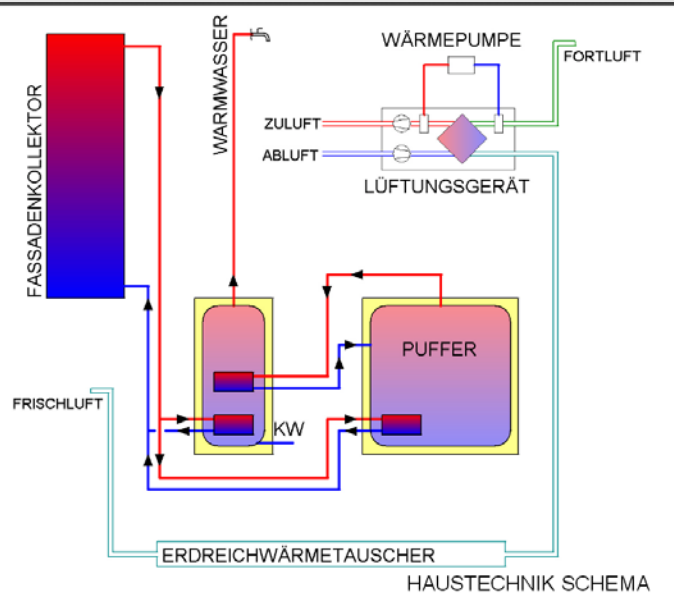 WARMWASSER
WÄRMEPUMPE
FORTLUFT
FASSADENKOLLEKTOR
ZULUFT
ABLUFT
LÜFTUNGSGERÄT
PUFFER
FRISCHLUFT
KW
ERDREICHWÄRMETAUSCHER
HAUSTECHNIK SCHEMA